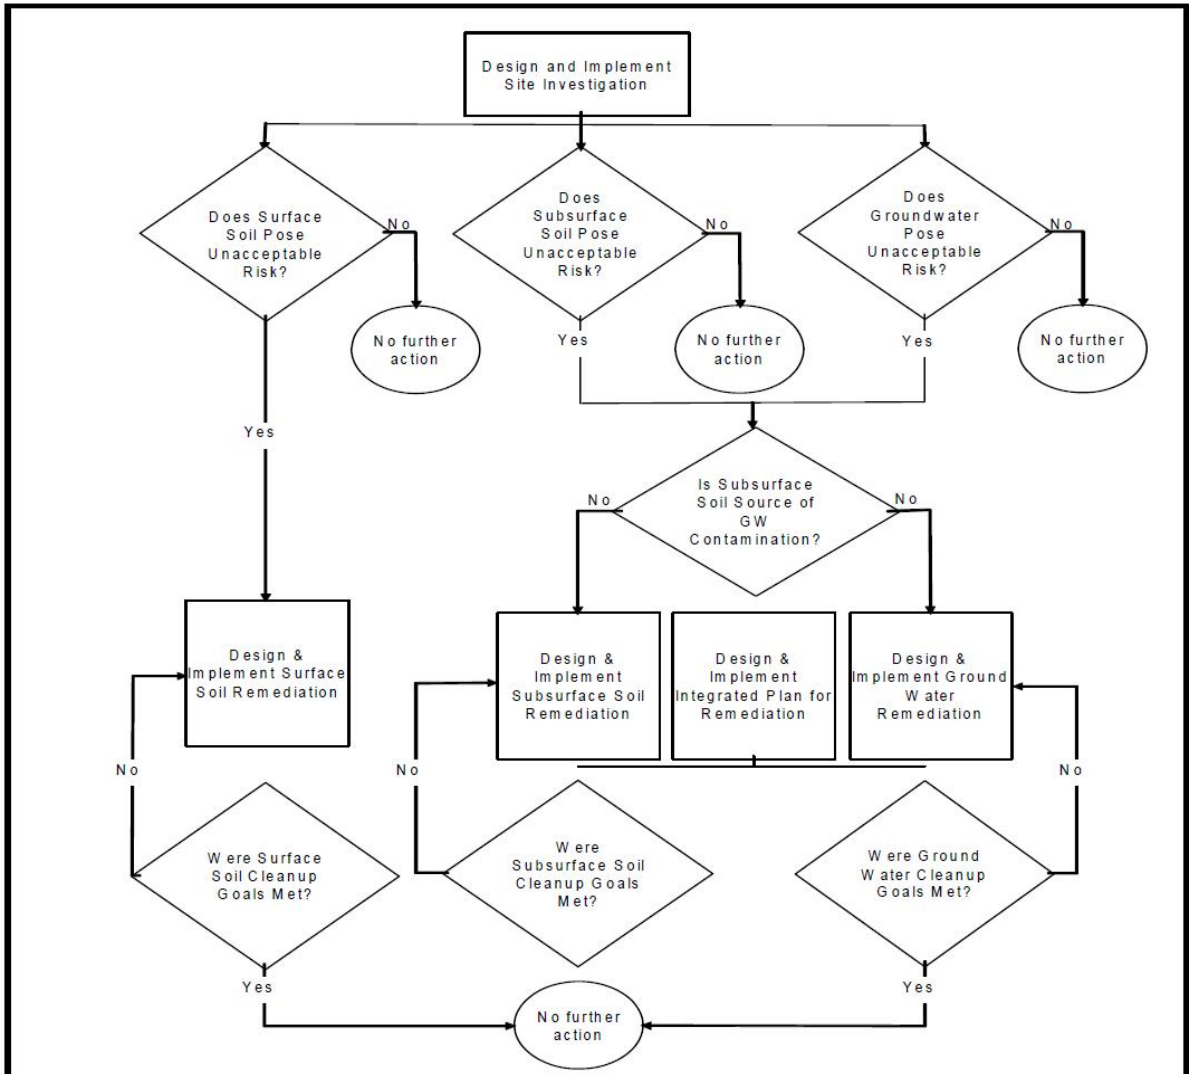 Design and Implement
Site Investigation
Does Surface
Soil Pose
Unacceptable
Risk?
No
Does
Subsurface
Soil Pose
Unacceptable
Risk?
No
Does
Groundwater
Pose
Unacceptable
Risk?
No
No further
action
No further
action
No further
action
Yes
Yes
Yes
Is Subsurface
Soil Source of
GW
Contamination?
No
No
Design &
Implement Surface
Soil Remediation
Design &
Implement
Subsurface Soil
Remediation
Design &
Implement
Integrated Plan for
Remediation
Design &
Implement Ground
Water
Remediation
No
No
No
Were Surface
Soil Cleanup
Goals Met?
Were
Subsurface Soil
Cleanup Goals
Met?
Were Ground
Water Cleanup
Goals Met?
Yes
Yes
No further
action